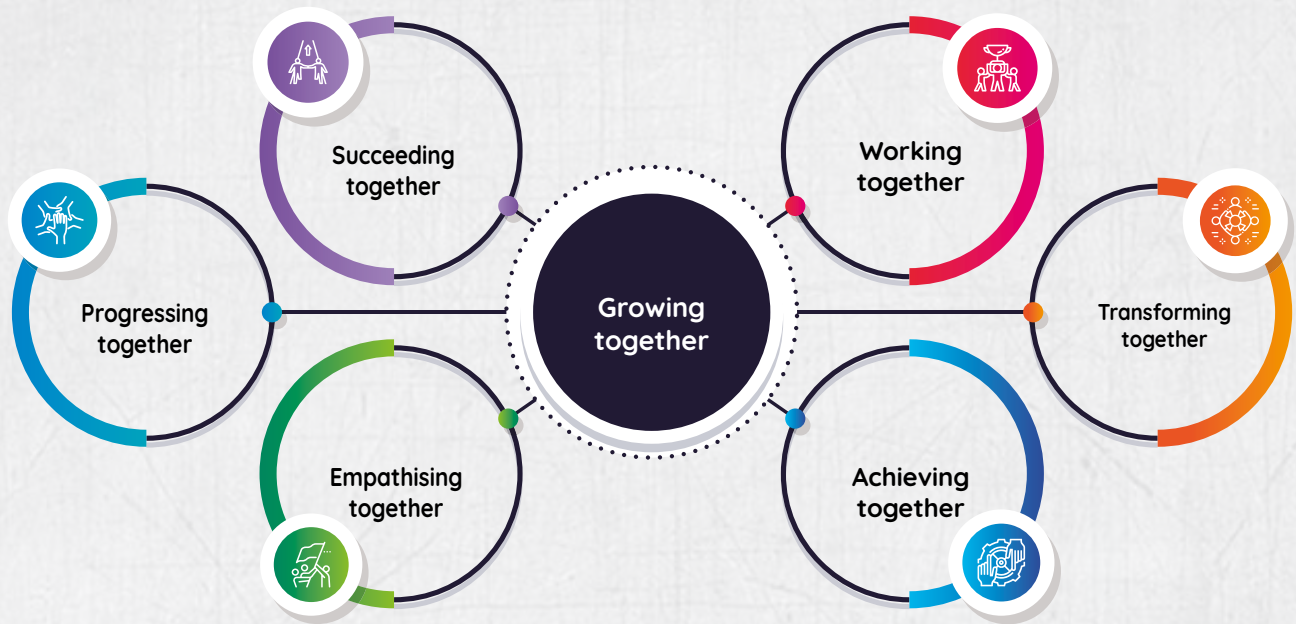 Succeeding
together
Working
together
Progressing
together
Growing
together
Transforming
together
Empathising
together
Achieving
together